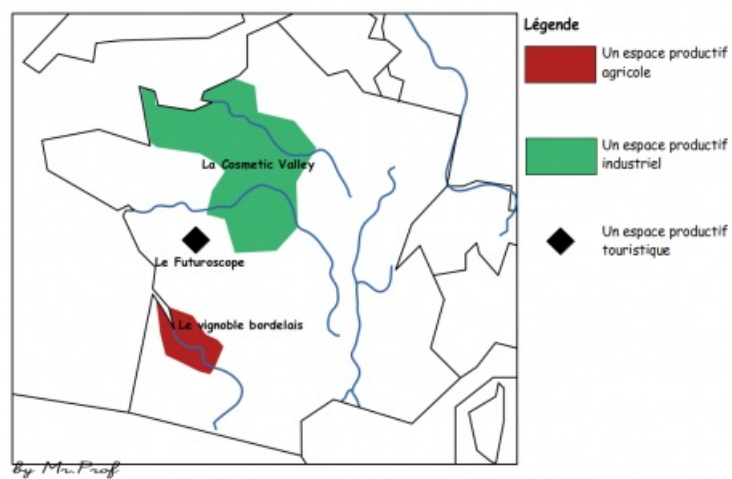 Légende
Un espace productif
agricole
Un espace productif
industriel
Un espace productif
touristique
La Cosmetic Valley
Le Futuroscope
Le vignoble bordelais
by Mr.Prof